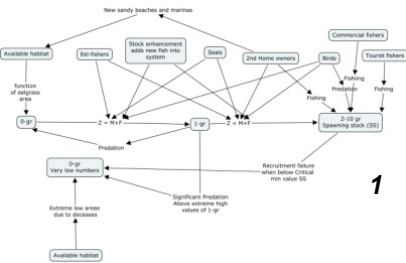 New sandy beaches and marinas
Commercial fishers
Available habitat
Eel-fishers
Stock enhancement
adds new fish into
system
Seals
2nd Home owners
Birds
Tourist fishers
function
of eelgrass
area
Fishing
Predation
Fishing
Fishing
0-gr
Z = M+F
1-gr
Z = M+F
2-10 gr
Spawning stock (SS)
Predation
0-gr
Very low numbers
Recruitment failure
when below Critical
min value SS
1
Significant Predation
Above extreme high
values of 1-gr
Extreme low areas
due to deceases
Available habitat